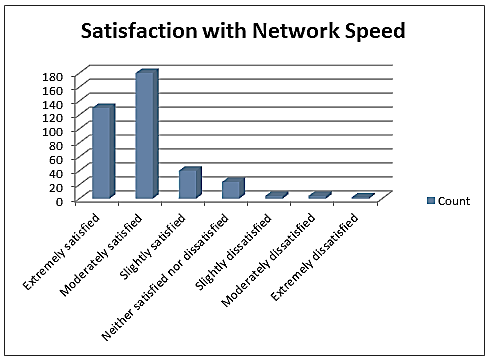 Satisfaction with Network Speed
180
160
140
120
100
80
60
40
20
0
Extremely satisfied
Moderately satisfied
Slightly satisfied
Neither satisfied nor dissatisfied
Slightly dissatisfied
Moderately dissatisfied
Extremely dissatisfied
Count